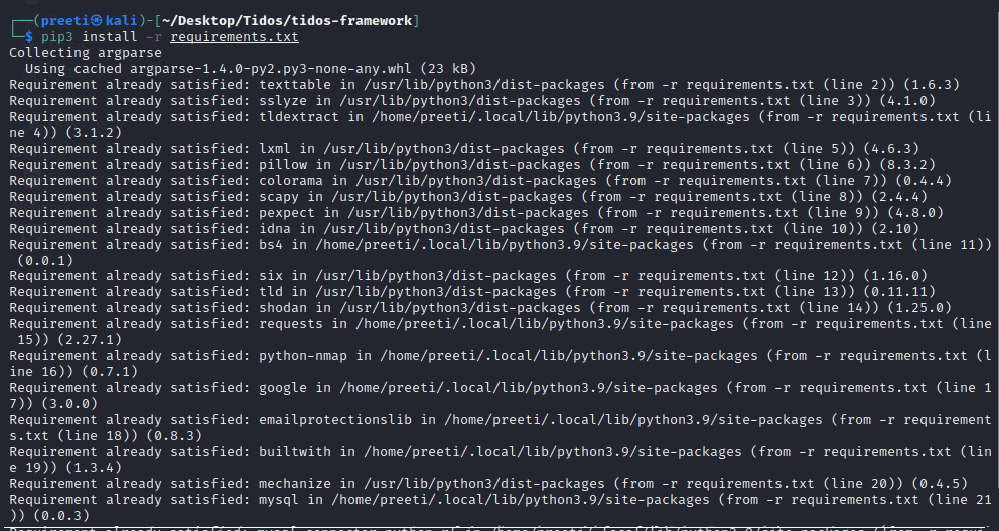 ┌──(preeti㉿kali)-[~/Desktop/Tidos/tidos-framework]
└─$ pip3 install -r requirements.txt
Collecting argparse
  Using cached argparse-1.4.0-py2.py3-none-any.whl (23 kB)
Requirement already satisfied: texttable in /usr/lib/python3/dist-packages (from -r requirements.txt (line 2)) (1.6.3)
Requirement already satisfied: sslyze in /usr/lib/python3/dist-packages (from -r requirements.txt (line 3)) (4.1.0)
Requirement already satisfied: tldextract in /home/preeti/.local/lib/python3.9/site-packages (from -r requirements.txt (li
ne 4)) (3.1.2)
Requirement already satisfied: lxml in /usr/lib/python3/dist-packages (from -r requirements.txt (line 5)) (4.6.3)
Requirement already satisfied: pillow in /usr/lib/python3/dist-packages (from -r requirements.txt (line 6)) (8.3.2)
Requirement already satisfied: colorama in /usr/lib/python3/dist-packages (from -r requirements.txt (line 7)) (0.4.4)
Requirement already satisfied: scapy in /usr/lib/python3/dist-packages (from -r requirements.txt (line 8)) (2.4.4)
Requirement already satisfied: pexpect in /usr/lib/python3/dist-packages (from -r requirements.txt (line 9)) (4.8.0)
Requirement already satisfied: idna in /usr/lib/python3/dist-packages (from -r requirements.txt (line 10)) (2.10)
Requirement already satisfied: bs4 in /home/preeti/.local/lib/python3.9/site-packages (from -r requirements.txt (line 11))
 (0.0.1)
Requirement already satisfied: six in /usr/lib/python3/dist-packages (from -r requirements.txt (line 12)) (1.16.0)
Requirement already satisfied: tld in /usr/lib/python3/dist-packages (from -r requirements.txt (line 13)) (0.11.11)
Requirement already satisfied: shodan in /usr/lib/python3/dist-packages (from -r requirements.txt (line 14)) (1.25.0)
Requirement already satisfied: requests in /home/preeti/.local/lib/python3.9/site-packages (from -r requirements.txt (line
 15)) (2.27.1)
Requirement already satisfied: python-nmap in /home/preeti/.local/lib/python3.9/site-packages (from -r requirements.txt (l
ine 16)) (0.7.1)
Requirement already satisfied: google in /home/preeti/.local/lib/python3.9/site-packages (from -r requirements.txt (line 1
7)) (3.0.0)
Requirement already satisfied: emailprotectionslib in /home/preeti/.local/lib/python3.9/site-packages (from -r requirement
s.txt (line 18)) (0.8.3)
Requirement already satisfied: builtwith in /home/preeti/.local/lib/python3.9/site-packages (from -r requirements.txt (lin
e 19)) (1.3.4)
Requirement already satisfied: mechanize in /usr/lib/python3/dist-packages (from -r requirements.txt (line 20)) (0.4.5)
Requirement already satisfied: mysql in /home/preeti/.local/lib/python3.9/site-packages (from -r requirements.txt (line 21
)) (0.0.3)